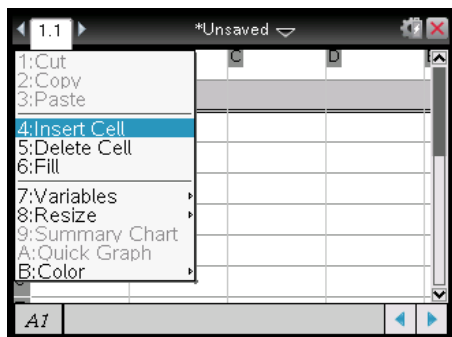 1.1
*Unsaved
C
D
1:Cut
2:Copy
3:Paste
4:Insert Cell
5:Delete Cell
6:Fill
7:Variables
8:Resize
9:Summary Chart
A:Quick Graph
B:Color
A1